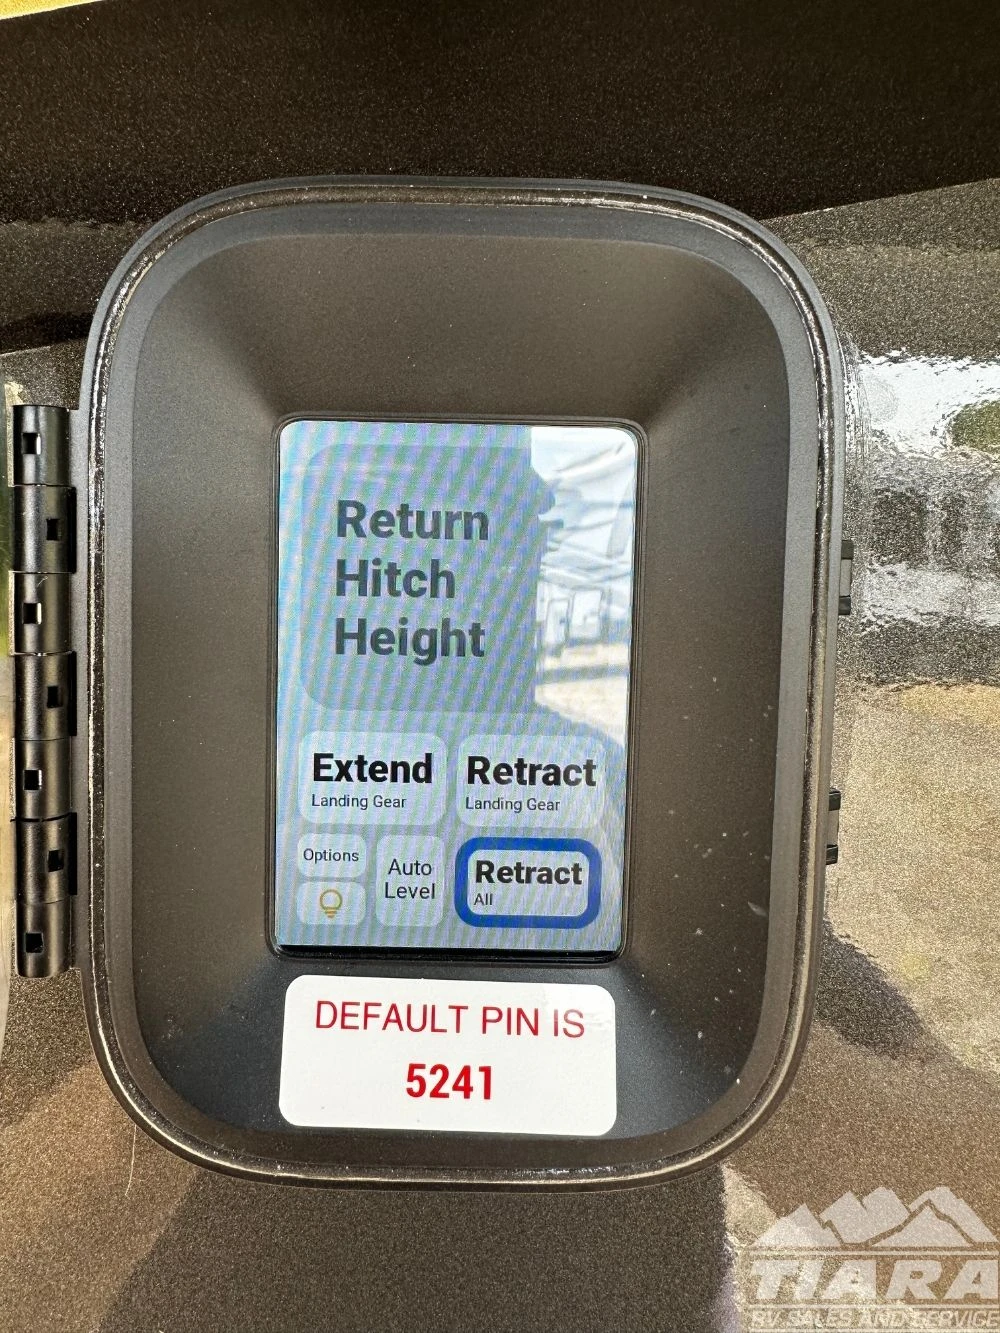 Return
Hitch
Height
Extend
Landing Gear
Retract
Landing Gear
Options
Auto
Level
Retract
All
DEFAULT PIN IS
5241
TIARA
RV SALES AND SERVICE